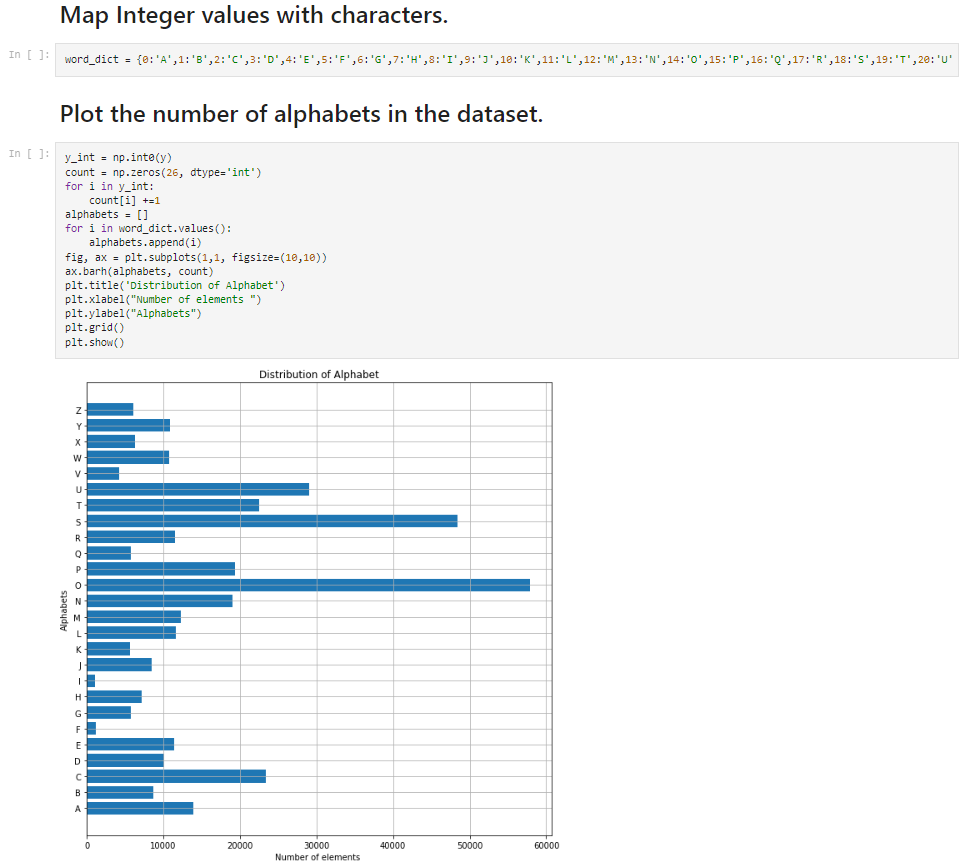 Map Integer values with characters.
In [ ]: word_dict = {0:'A',1:'B',2:'C',3:'D',4:'E',5:'F',6:'G',7:'H',8:'I',9:'J',10:'K',11:'L',12:'M',13:'N',14:'O',15:'P',16:'Q',17:'R',18:'S',19:'T',20:'U'
Plot the number of alphabets in the dataset.
In [ ]: y_int = np.int0(y)
count = np.zeros(26, dtype='int')
for i in y_int:
    count[i] +=1
alphabets = []
for i in word_dict.values():
    alphabets.append(i)
fig, ax = plt.subplots(1,1, figsize=(10,10))
ax.barh(alphabets, count)
plt.title('Distribution of Alphabet')
plt.xlabel("Number of elements ")
plt.ylabel("Alphabets")
plt.grid()
plt.show()
Distribution of Alphabet
Z
Y
X
W
V
U
T
S
R
Q
P
O
N
M
L
K
J
I
H
G
F
E
D
C
B
A
Alphabets
0 10000 20000 30000 40000 50000 60000
Number of elements